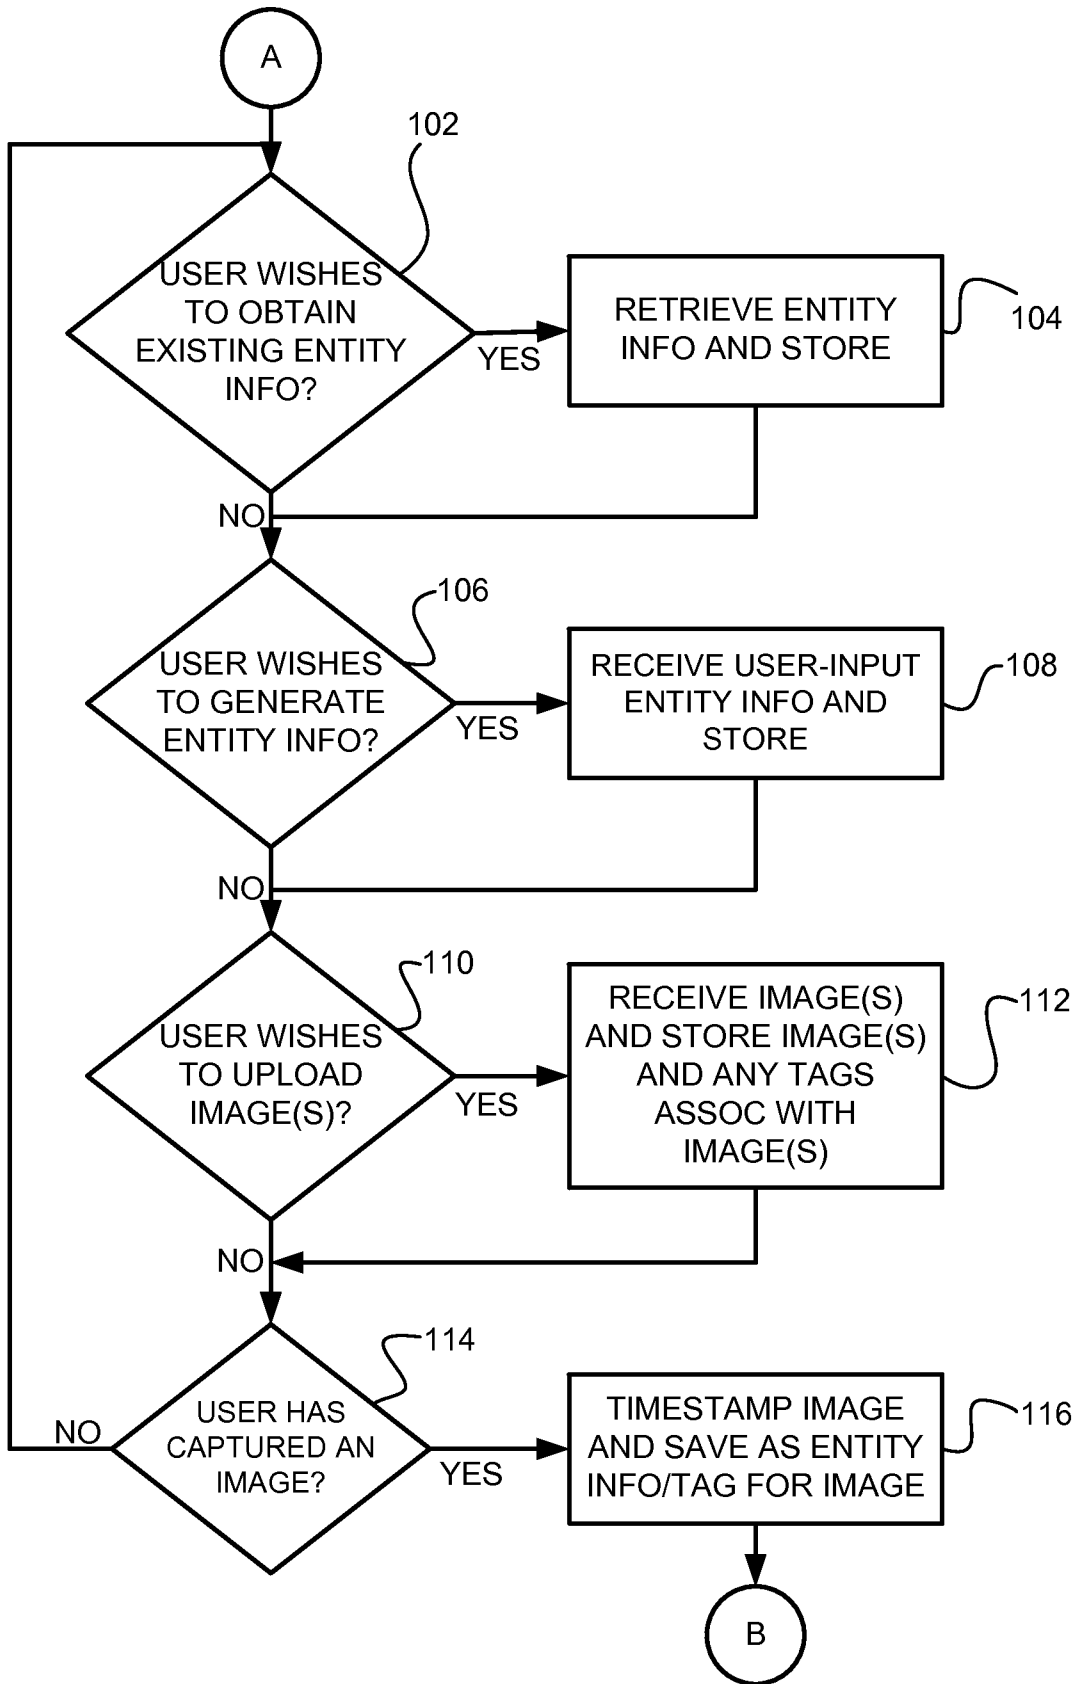 A
102
USER WISHES
TO OBTAIN
EXISTING ENTITY
INFO?
YES
RETRIEVE ENTITY
INFO AND STORE
104
NO
106
USER WISHES
TO GENERATE
ENTITY INFO?
YES
RECEIVE USER-INPUT
ENTITY INFO AND
STORE
108
NO
110
USER WISHES
TO UPLOAD
IMAGE(S)?
YES
RECEIVE IMAGE(S)
AND STORE IMAGE(S)
AND ANY TAGS
ASSOC WITH
IMAGE(S)
112
NO
114
USER HAS
CAPTURED AN
IMAGE?
NO
YES
TIMESTAMP IMAGE
AND SAVE AS ENTITY
INFO/TAG FOR IMAGE
116
B